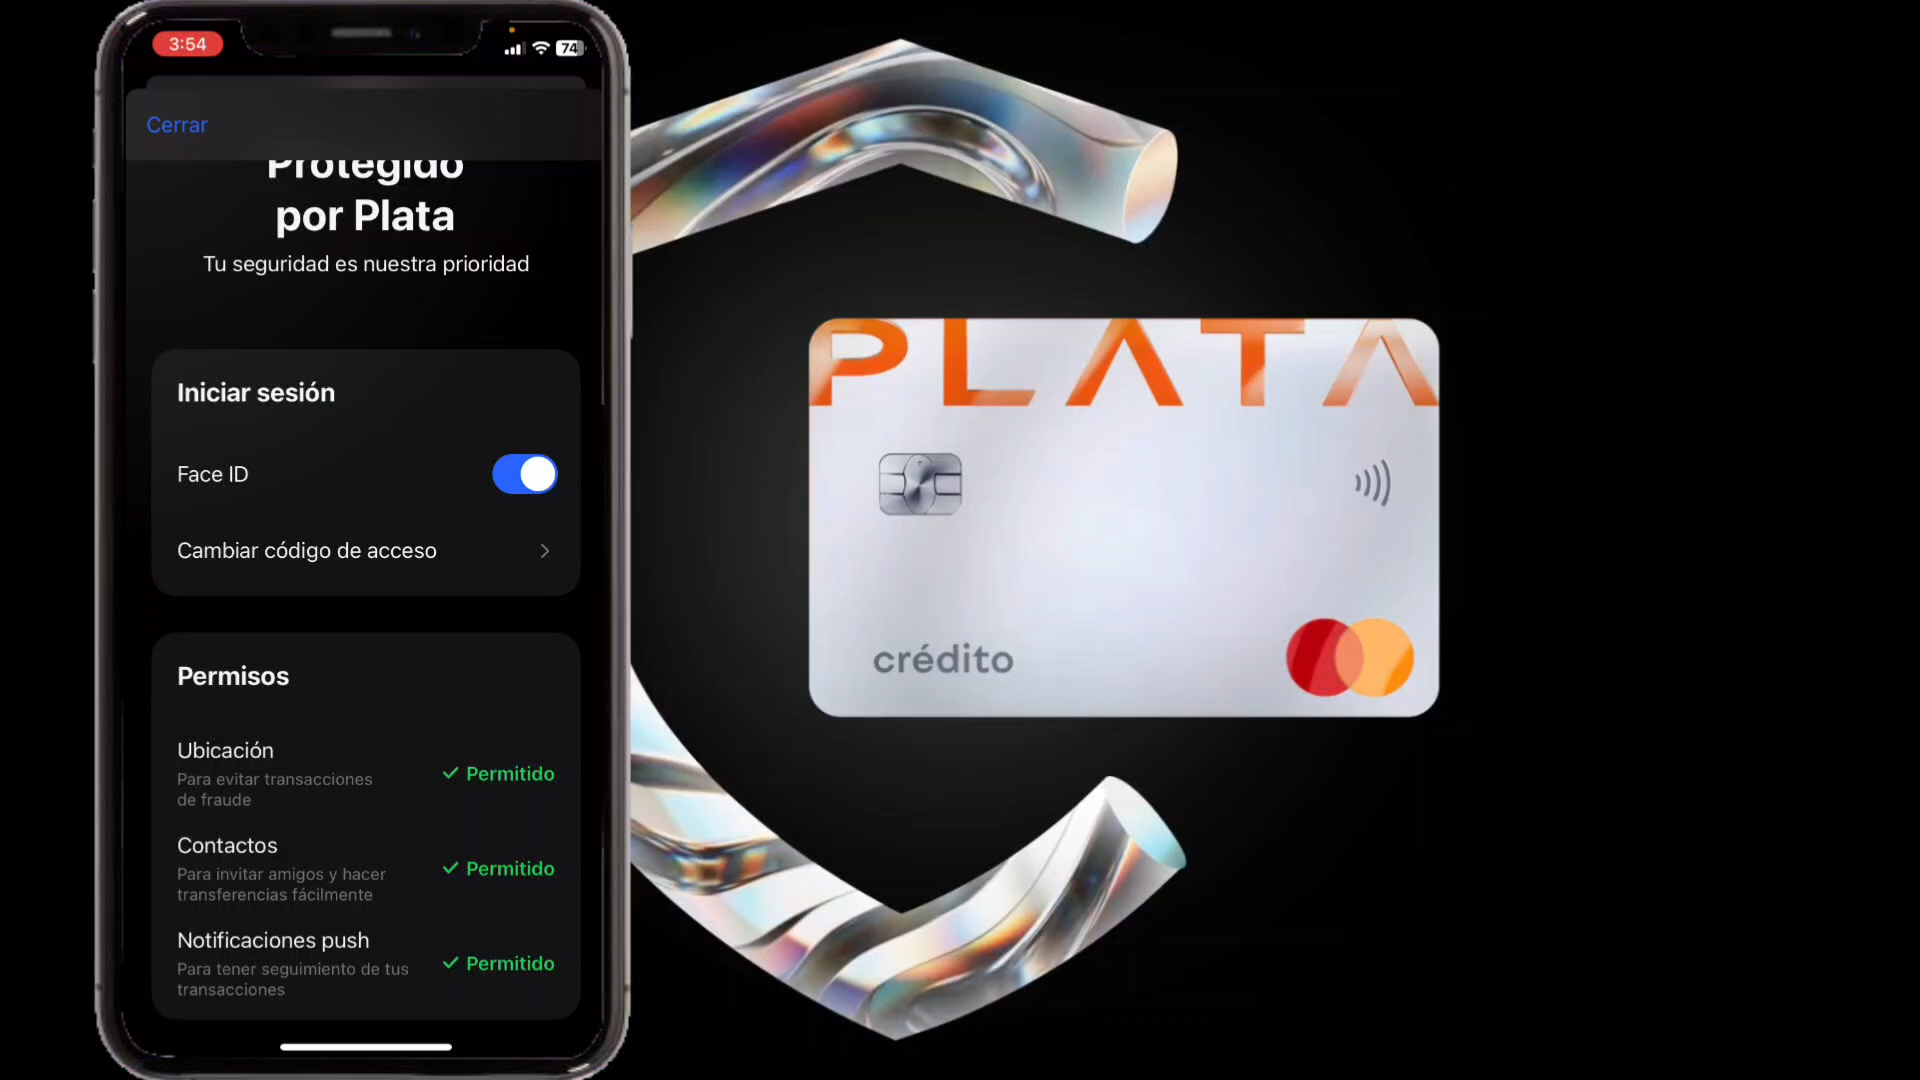 3:54
74
Cerrar
Protegido
por Plata
Tu seguridad es nuestra prioridad
Iniciar sesión
Face ID
Cambiar código de acceso
Permisos
Ubicación
Para evitar transacciones
de fraude
Permitido
Contactos
Para invitar amigos y hacer
transferencias fácilmente
Permitido
Notificaciones push
Para tener seguimiento de tus
transacciones
Permitido
PLATA
crédito